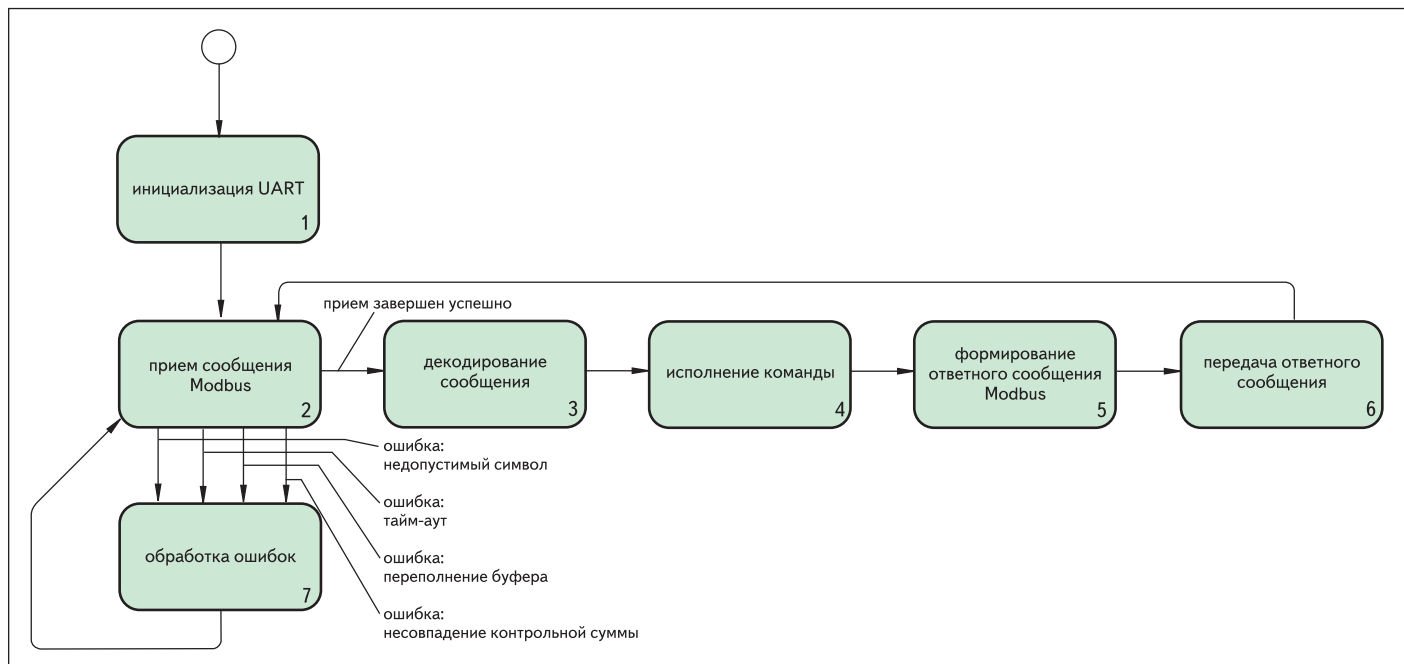 инициализация UART
1
прием завершен успешно
прием сообщения
Modbus
2
декодирование
сообщения
3
исполнение команды
4
формирование
ответного сообщения
Modbus
5
передача ответного
сообщения
6
ошибка:
недопустимый символ
ошибка:
тайм-аут
обработка ошибок
7
ошибка:
переполнение буфера
ошибка:
несовпадение контрольной суммы